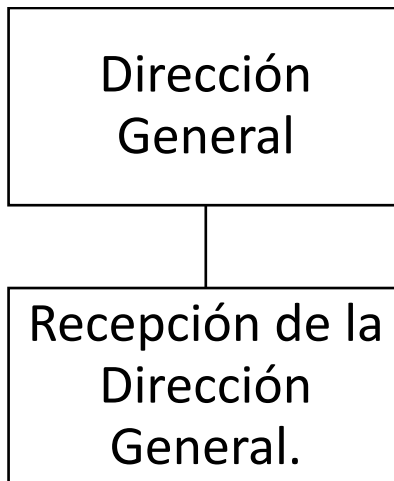 Dirección
General
Recepción de la
Dirección
General.